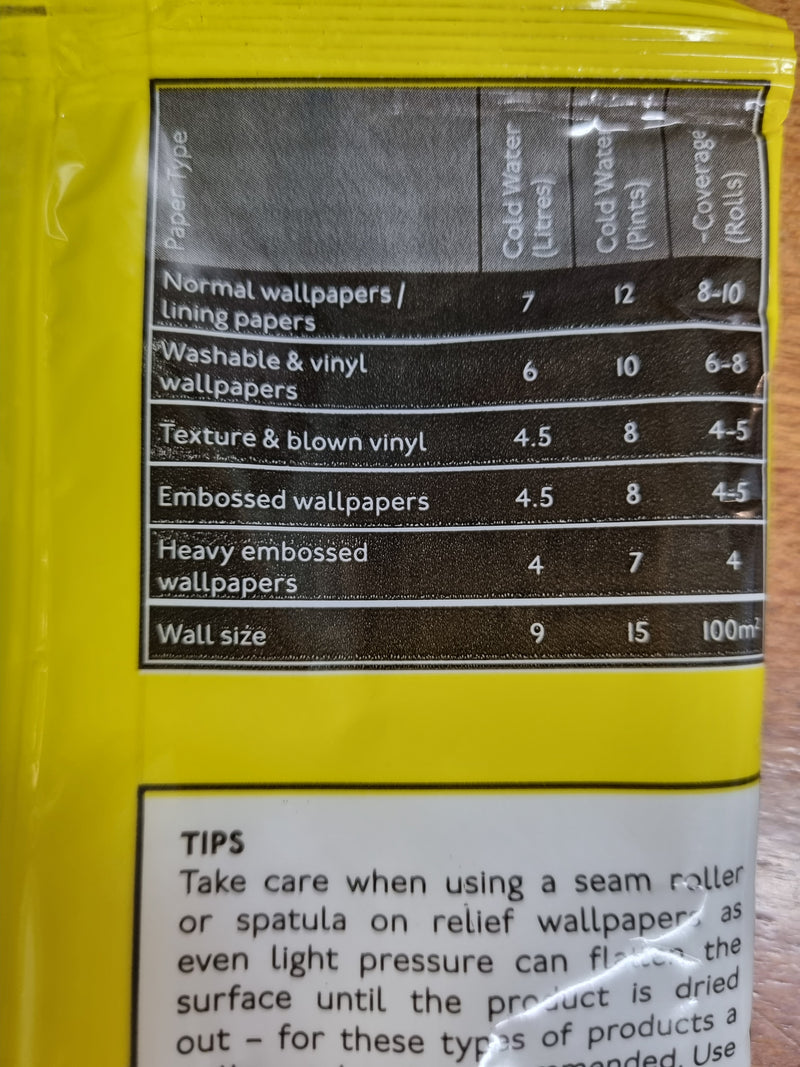 Paper Type
Cold Water
(Litres)
Cold Water
(Pints)
-Coverage
(Rolls)
Normal wallpapers /
lining papers
7 12 8-10
Washable & vinyl
wallpapers
6 10 6-8
Texture & blown vinyl 4.5 8 4-5
Embossed wallpapers 4.5 8 4-5
Heavy embossed
wallpapers
4 7 4
Wall size 9 15 100m²
TIPS
Take care when using a seam roller
or spatula on relief wallpapers as
even light pressure can flatten the
surface until the product is dried
out – for these types of products a
Use